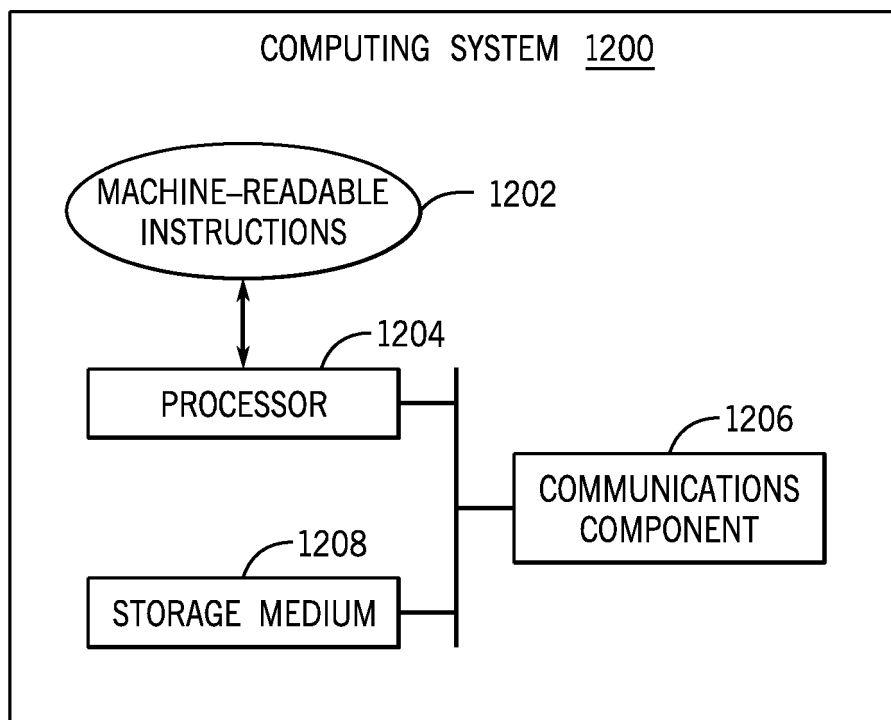 COMPUTING SYSTEM 1200
MACHINE–READABLE
INSTRUCTIONS
1202
1204
PROCESSOR
1206
COMMUNICATIONS
COMPONENT
1208
STORAGE MEDIUM